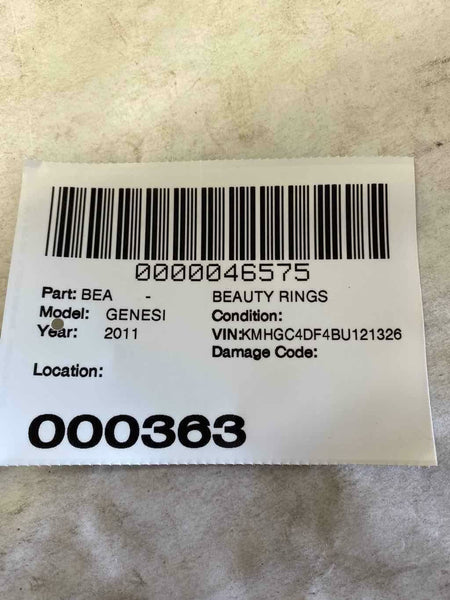 0000046575
Part: BEA - BEAUTY RINGS
Model: GENESI Condition:
Year: 2011 VIN:KMHGC4DF4BU121326
Damage Code:
Location:
000363